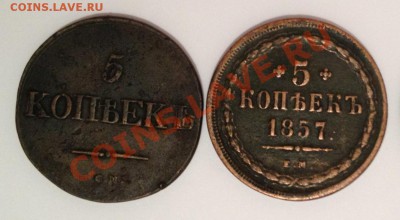 COINS.LAVE.RU
5
КОПѢЕКЪ
С М
+ 5 +
КОПѢЕКЪ
1857.
Е.М
COINS.LAVE.RU